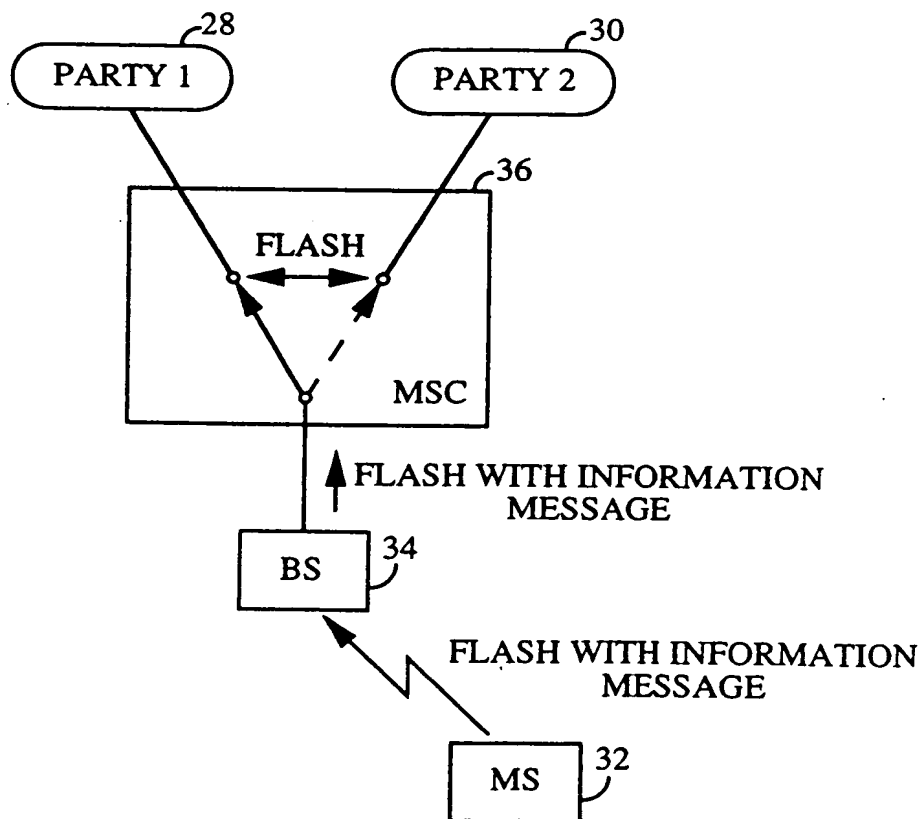 28
30
PARTY 1
PARTY 2
36
FLASH
MSC
FLASH WITH INFORMATION
MESSAGE
34
BS
FLASH WITH INFORMATION
MESSAGE
32
MS